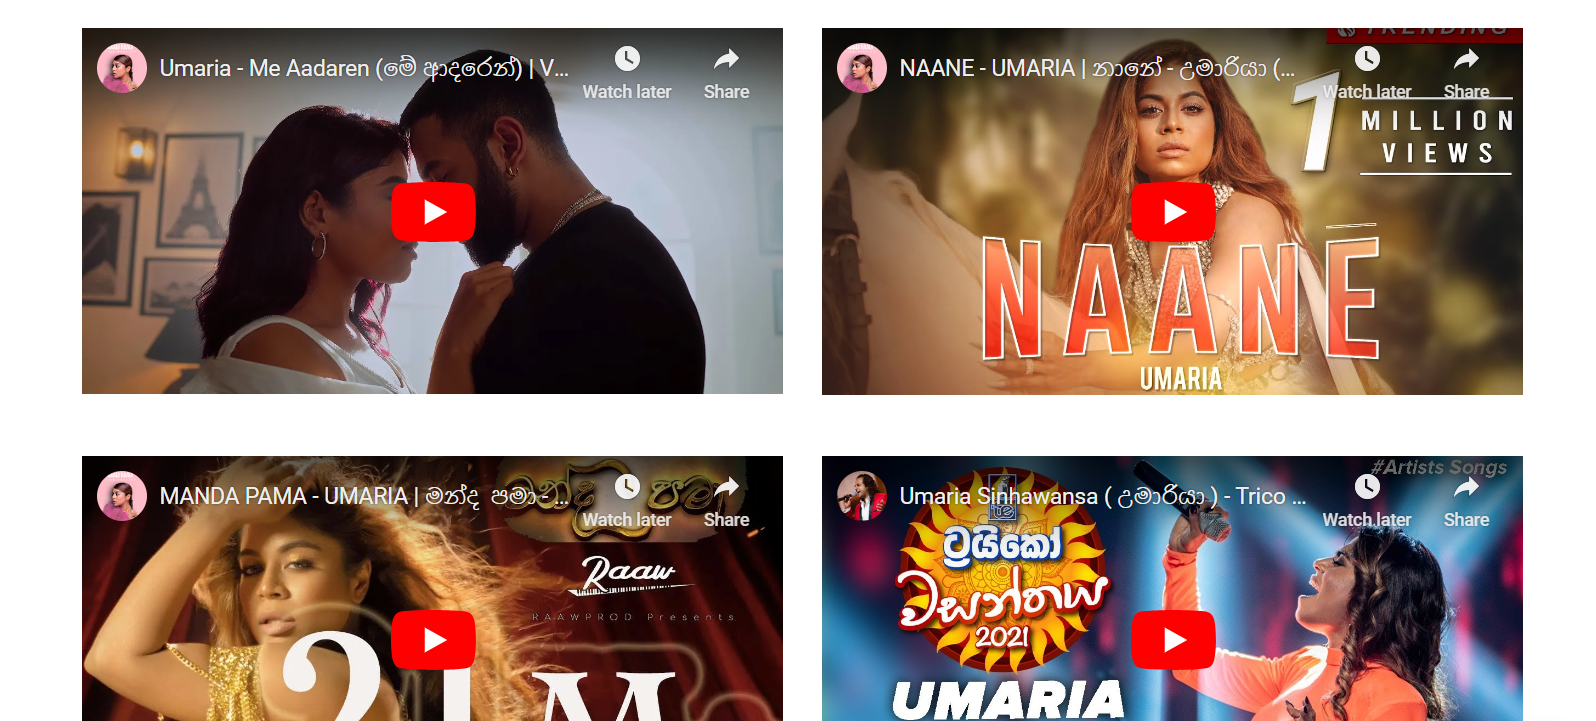 Umaria - Me Aadaren (මේ ආදරෙන්) | V...
Watch later
Share
TRENDING
NAANE - UMARIA | නානේ - උමාරියා (...
Watch later
Share
1
MILLION
VIEWS
NAANE
UMARIA
MANDA PAMA - UMARIA | මන්ද පමා - ...
Watch later
Share
මන්ද පමා
Raaw
RAAWPROD Presents
21M
#Artists Songs
Umaria Sinhawansa ( උමාරියා ) - Trico ...
Watch later
Share
ට්‍රයිකෝ
වසන්තය
2021
UMARIA